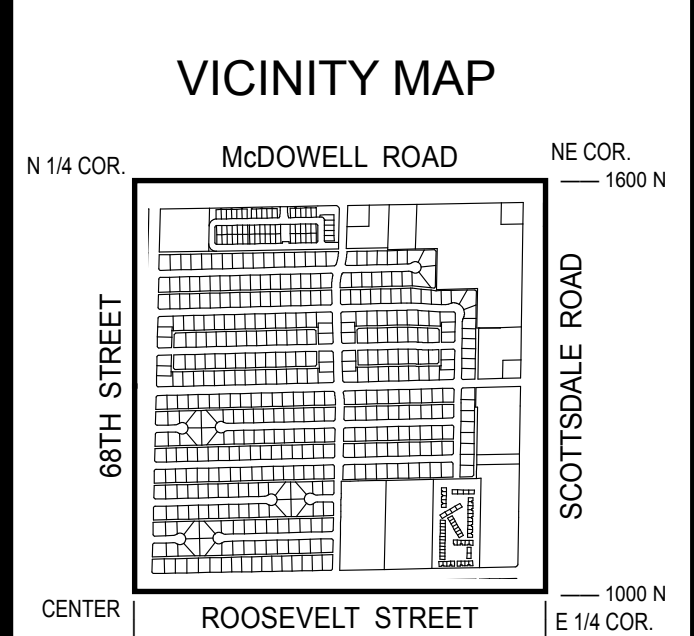 VICINITY MAP
N 1/4 COR.
McDOWELL ROAD
NE COR.
1600 N
68TH STREET
SCOTTSDALE ROAD
1000 N
CENTER
ROOSEVELT STREET
E 1/4 COR.